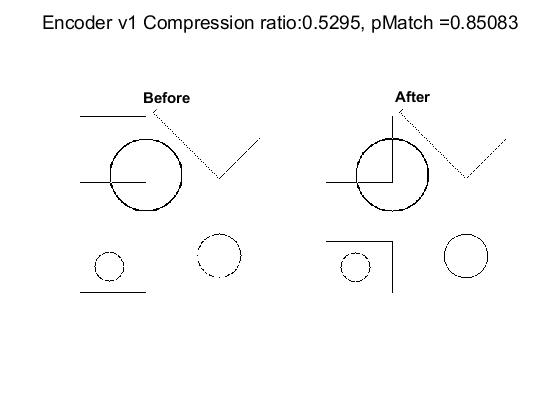 Encoder v1 Compression ratio:0.5295, pMatch =0.85083
Before
After